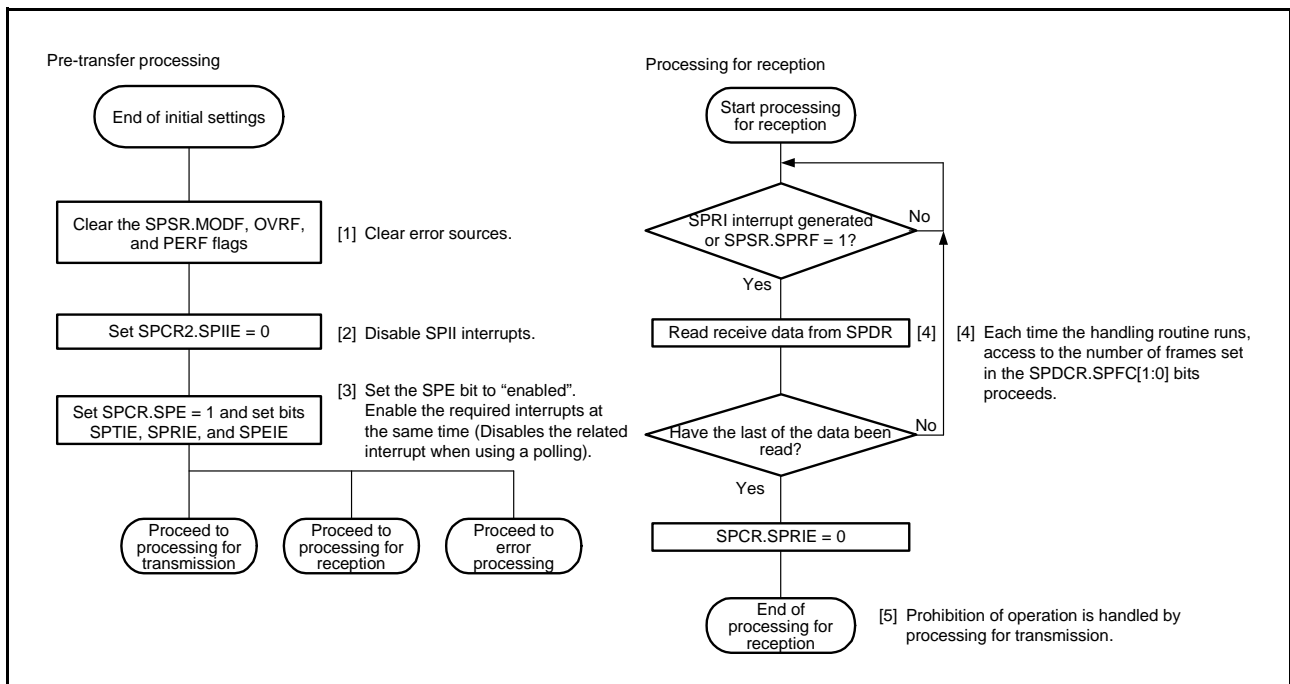 Pre-transfer processing
End of initial settings
Clear the SPSR.MODF, OVRF,
and PERF flags
[1] Clear error sources.
Set SPCR2.SPIIE = 0
[2] Disable SPII interrupts.
Set SPCR.SPE = 1 and set bits
SPTIE, SPRIE, and SPEIE
[3] Set the SPE bit to “enabled”.
Enable the required interrupts at
the same time (Disables the related
interrupt when using a polling).
Proceed to
processing for
transmission
Proceed to
processing for
reception
Proceed to
error
processing
Processing for reception
Start processing
for reception
SPRI interrupt generated
or SPSR.SPRF = 1?
No
Yes
Read receive data from SPDR
[4]
[4] Each time the handling routine runs,
access to the number of frames set
in the SPDCR.SPFC[1:0] bits
proceeds.
Have the last of the data been
read?
No
Yes
SPCR.SPRIE = 0
End of
processing for
reception
[5] Prohibition of operation is handled by
processing for transmission.